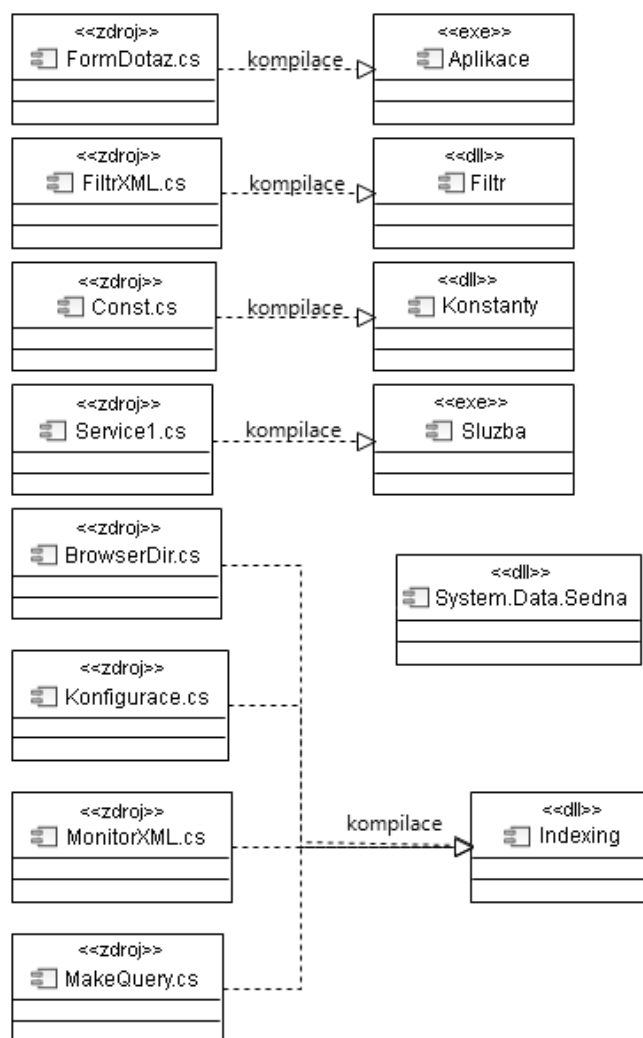 <<zdroj>>
FormDotaz.cs
kompilace
<<exe>>
Aplikace
<<zdroj>>
FiltrXML.cs
kompilace
<<dll>>
Filtr
<<zdroj>>
Const.cs
kompilace
<<dll>>
Konstanty
<<zdroj>>
Service1.cs
kompilace
<<exe>>
Sluzba
<<zdroj>>
BrowserDir.cs
<<dll>>
System.Data.Sedna
<<zdroj>>
Konfigurace.cs
<<zdroj>>
MonitorXML.cs
kompilace
<<dll>>
Indexing
<<zdroj>>
MakeQuery.cs